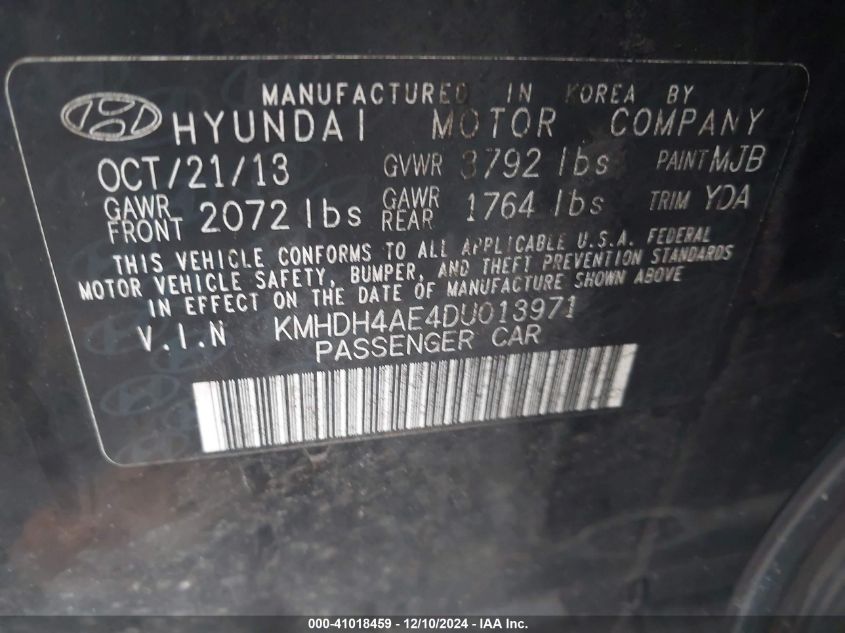 MANUFACTURED IN KOREA BY
HYUNDAI MOTOR COMPANY
OCT/21/13 GVWR 3792 lbs PAINT MJB
GAWR FRONT 2072 lbs GAWR REAR 1764 lbs TRIM YDA
THIS VEHICLE CONFORMS TO ALL APPLICABLE U.S.A. FEDERAL
MOTOR VEHICLE SAFETY, BUMPER, AND THEFT PREVENTION STANDARDS
IN EFFECT ON THE DATE OF MANUFACTURE SHOWN ABOVE
V.I.N KMHDH4AE4DU013971
PASSENGER CAR
000-41018459 - 12/10/2024 - IAA Inc.